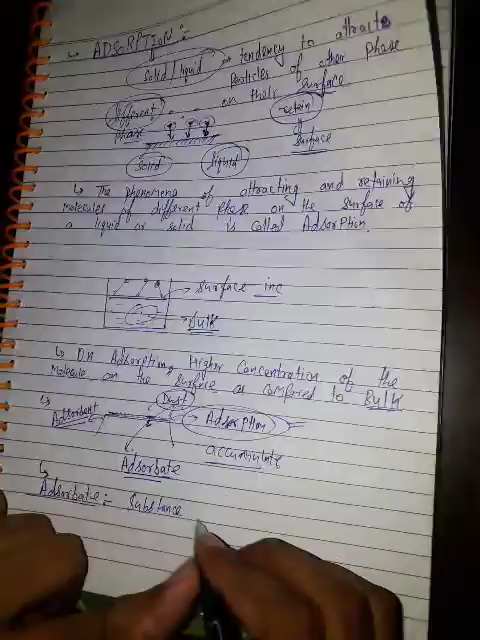 ADSORPTION :-
Solid/liquid → tendency to attract
Particles of other Phase
on their surface
Different
Phase
retain
Surface
Solid liquid
↳ The phenomena of attracting and retaining
molecules of different Phase on the surface of
a liquid or solid is called Adsorption.
→ Surface inc
→ Bulk
↳ On Adsorption Higher Concentration of the
Molecule on the Surface as compared to Bulk
↳ Dust
Adsorbent → Adsorption
accumulate
Adsorbate
↳
Adsorbate :- Substance